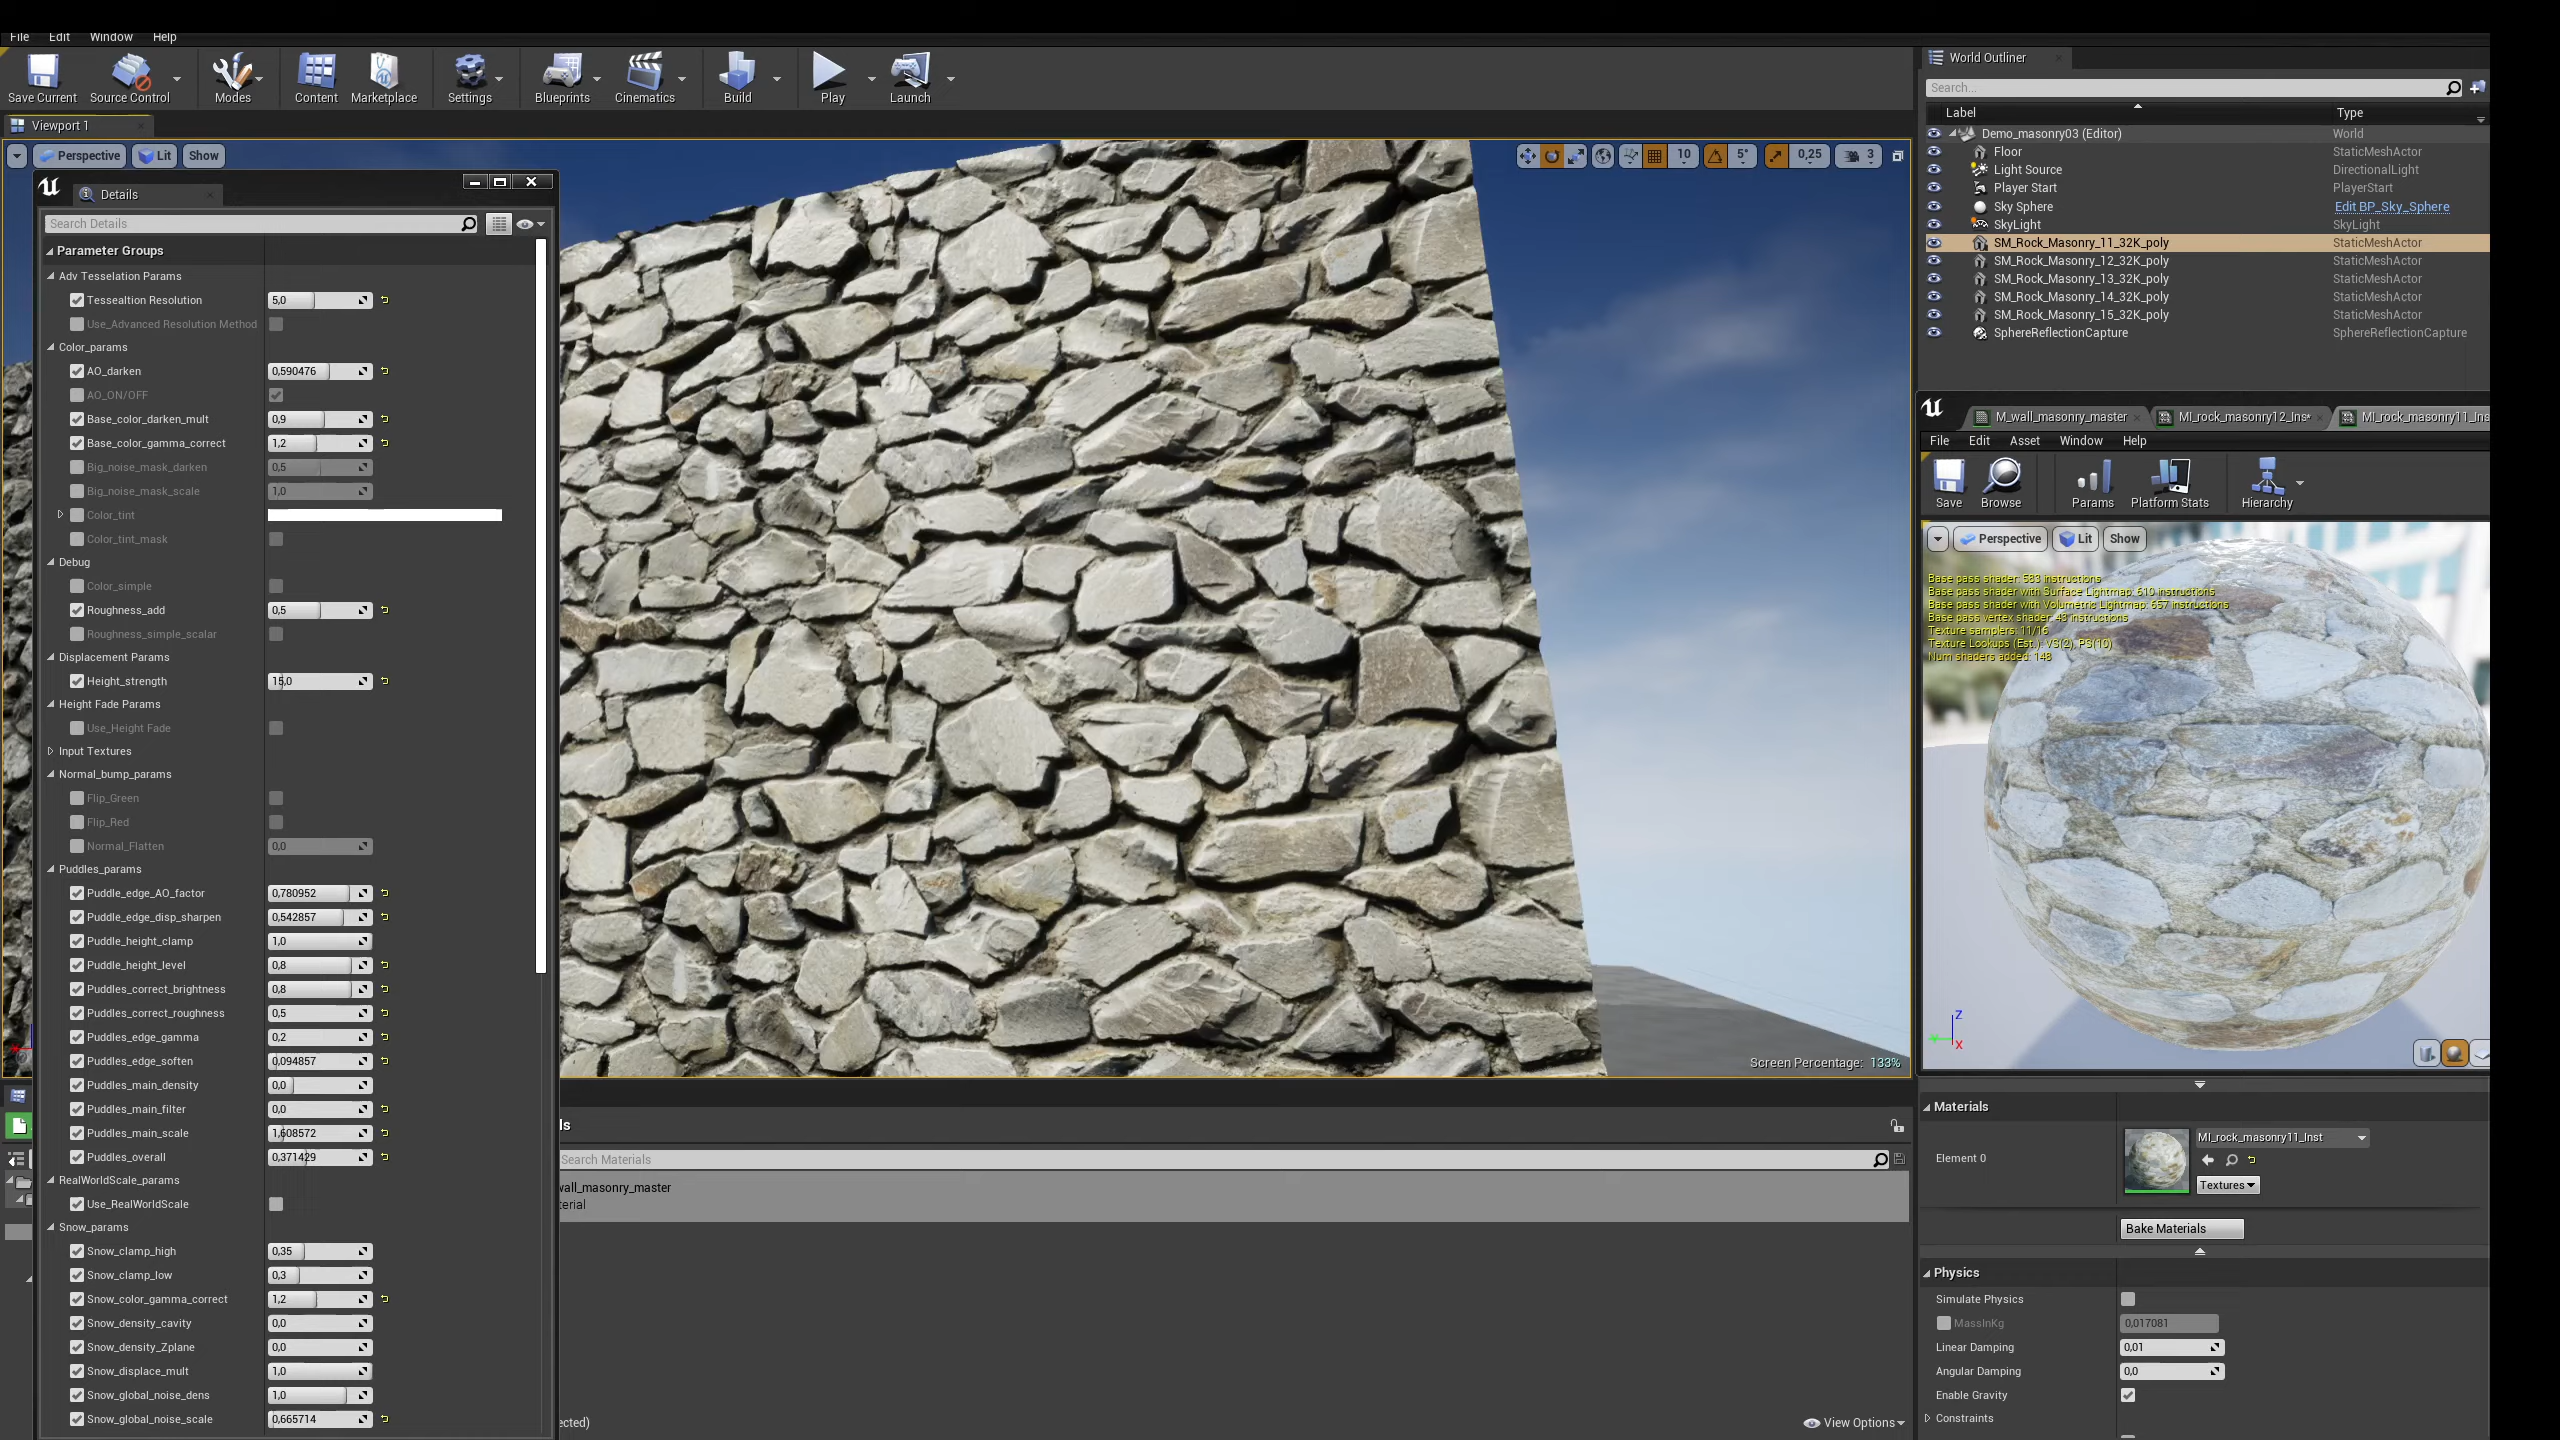 File Edit Window Help
Save Current Source Control Modes Content Marketplace Settings Blueprints Cinematics Build Play Launch
Viewport 1
Perspective Lit Show
10 5° 0,25 3
Details
Search Details
Parameter Groups
Adv Tesselation Params
Tessealtion Resolution 5,0
Use_Advanced Resolution Method
Color_params
AO_darken 0,590476
AO_ON/OFF
Base_color_darken_mult 0,9
Base_color_gamma_correct 1,2
Big_noise_mask_darken 0,5
Big_noise_mask_scale 1,0
Color_tint
Color_tint_mask
Debug
Color_simple
Roughness_add 0,5
Roughness_simple_scalar
Displacement Params
Height_strength 15,0
Height Fade Params
Use_Height Fade
Input Textures
Normal_bump_params
Flip_Green
Flip_Red
Normal_Flatten 0,0
Puddles_params
Puddle_edge_AO_factor 0,780952
Puddle_edge_disp_sharpen 0,542857
Puddle_height_clamp 1,0
Puddle_height_level 0,8
Puddles_correct_brightness 0,8
Puddles_correct_roughness 0,5
Puddles_edge_gamma 0,2
Puddles_edge_soften 0,094857
Puddles_main_density 0,0
Puddles_main_filter 0,0
Puddles_main_scale 1,608572
Puddles_overall 0,371429
RealWorldScale_params
Use_RealWorldScale
Snow_params
Snow_clamp_high 0,35
Snow_clamp_low 0,3
Snow_color_gamma_correct 1,2
Snow_density_cavity 0,0
Snow_density_Zplane 0,0
Snow_displace_mult 1,0
Snow_global_noise_dens 1,0
Snow_global_noise_scale 0,665714
Screen Percentage: 133%
ls
Search Materials
wall_masonry_master
terial
ected)
View Options
World Outliner
Search...
Label Type
Demo_masonry03 (Editor) World
Floor StaticMeshActor
Light Source DirectionalLight
Player Start PlayerStart
Sky Sphere Edit BP_Sky_Sphere
SkyLight SkyLight
SM_Rock_Masonry_11_32K_poly StaticMeshActor
SM_Rock_Masonry_12_32K_poly StaticMeshActor
SM_Rock_Masonry_13_32K_poly StaticMeshActor
SM_Rock_Masonry_14_32K_poly StaticMeshActor
SM_Rock_Masonry_15_32K_poly StaticMeshActor
SphereReflectionCapture SphereReflectionCapture
M_wall_masonry_master MI_rock_masonry12_Ins* MI_rock_masonry11_Ins
File Edit Asset Window Help
Save Browse Params Platform Stats Hierarchy
Perspective Lit Show
Base pass shader: 583 instructions
Base pass shader with Surface Lightmap: 610 instructions
Base pass shader with Volumetric Lightmap: 657 instructions
Base pass vertex shader: 43 instructions
Texture samplers: 11/16
Texture Lookups (Est.): VS(2), PS(10)
Num shaders added: 148
Z
X
Materials
Element 0
MI_rock_masonry11_Inst
Textures
Bake Materials
Physics
Simulate Physics
MassInKg 0,017081
Linear Damping 0,01
Angular Damping 0,0
Enable Gravity
Constraints